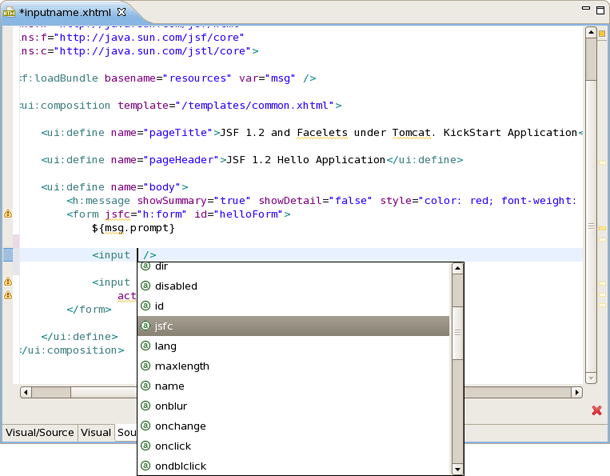 *inputname.xhtml
ns:f="http://java.sun.com/jsf/core"
ns:c="http://java.sun.com/jstl/core">
f:loadBundle basename="resources" var="msg" />
ui:composition template="/templates/common.xhtml">
<ui:define name="pageTitle">JSF 1.2 and Facelets under Tomcat. KickStart Application<
<ui:define name="pageHeader">JSF 1.2 Hello Application</ui:define>
<ui:define name="body">
<h:message showSummary="true" showDetail="false" style="color: red; font-weight:
<form jsfc="h:form" id="helloForm">
${msg.prompt}
<input />
<input
act
</form>
</ui:define>
/ui:composition>
dir
disabled
id
jsfc
lang
maxlength
name
onblur
onchange
onclick
ondblclick
Visual/Source Visual Sou